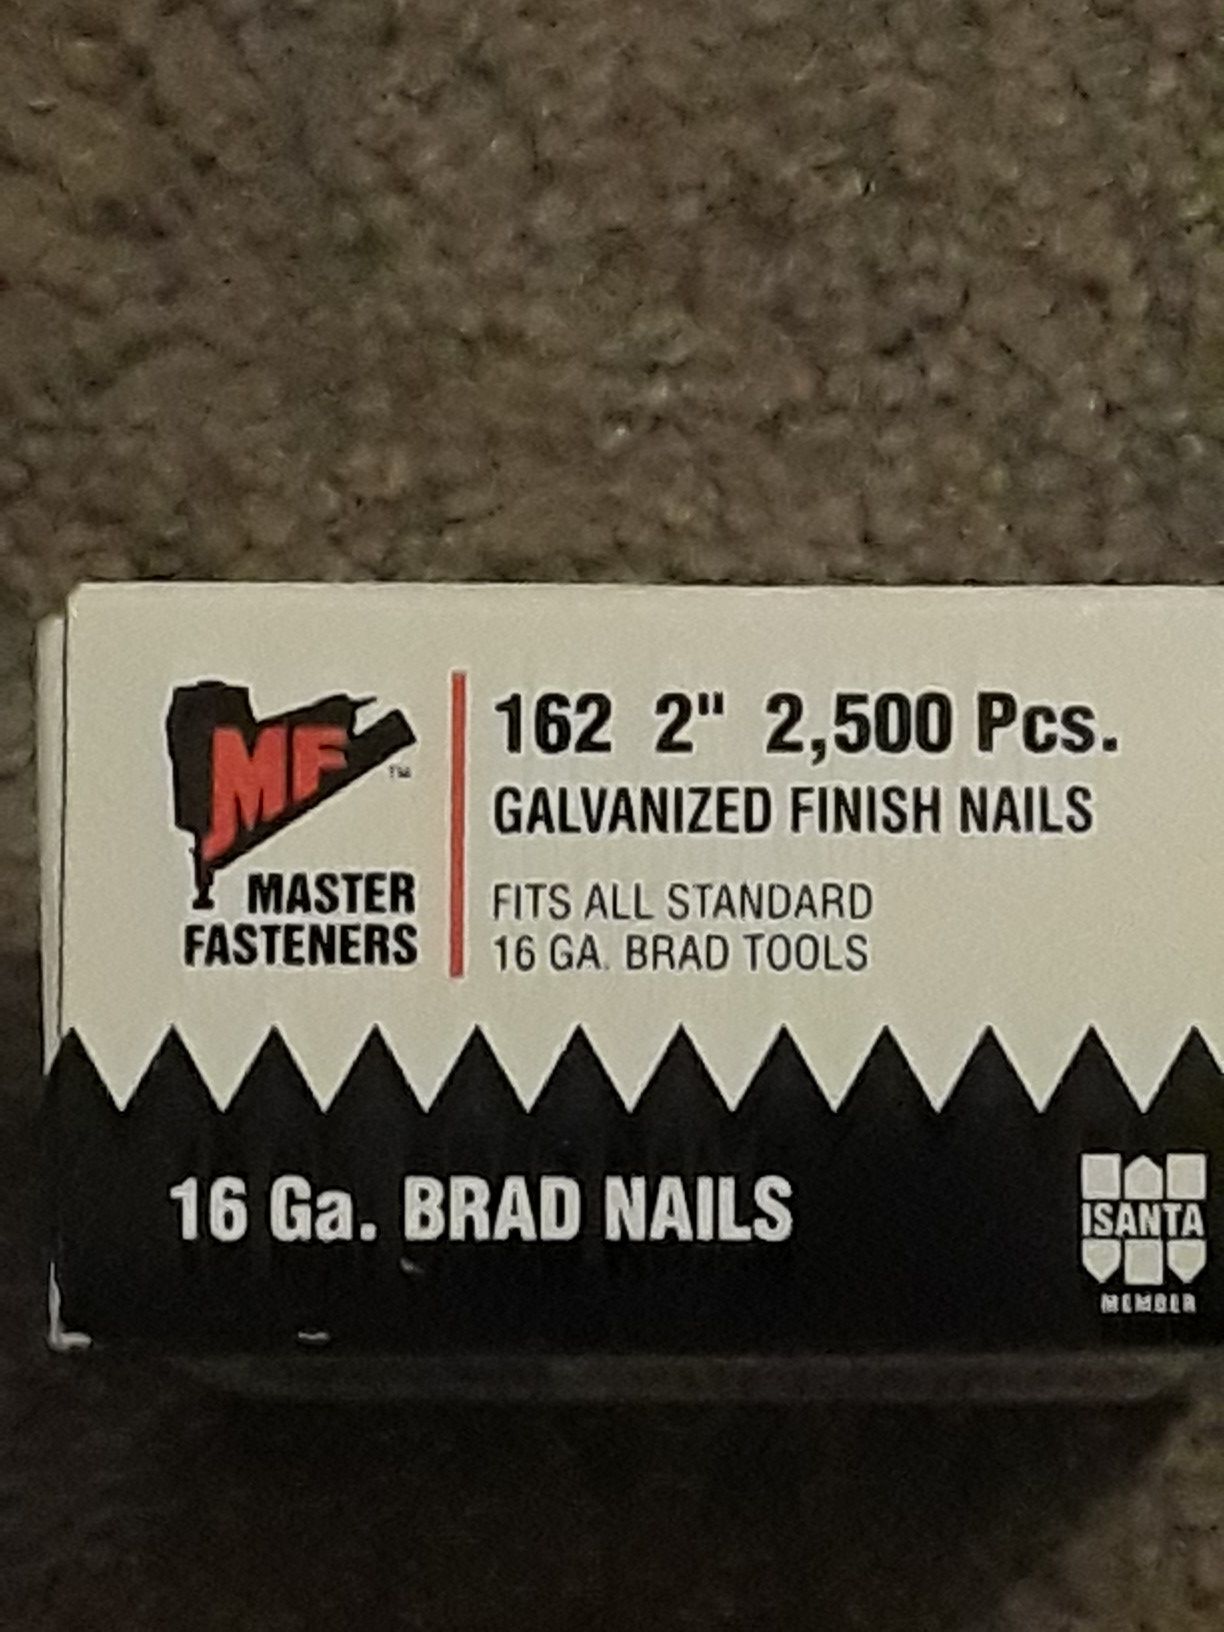 MF
TM
MASTER
FASTENERS
162 2" 2,500 Pcs.
GALVANIZED FINISH NAILS
FITS ALL STANDARD
16 GA. BRAD TOOLS
16 Ga. BRAD NAILS
ISANTA
MEMBER